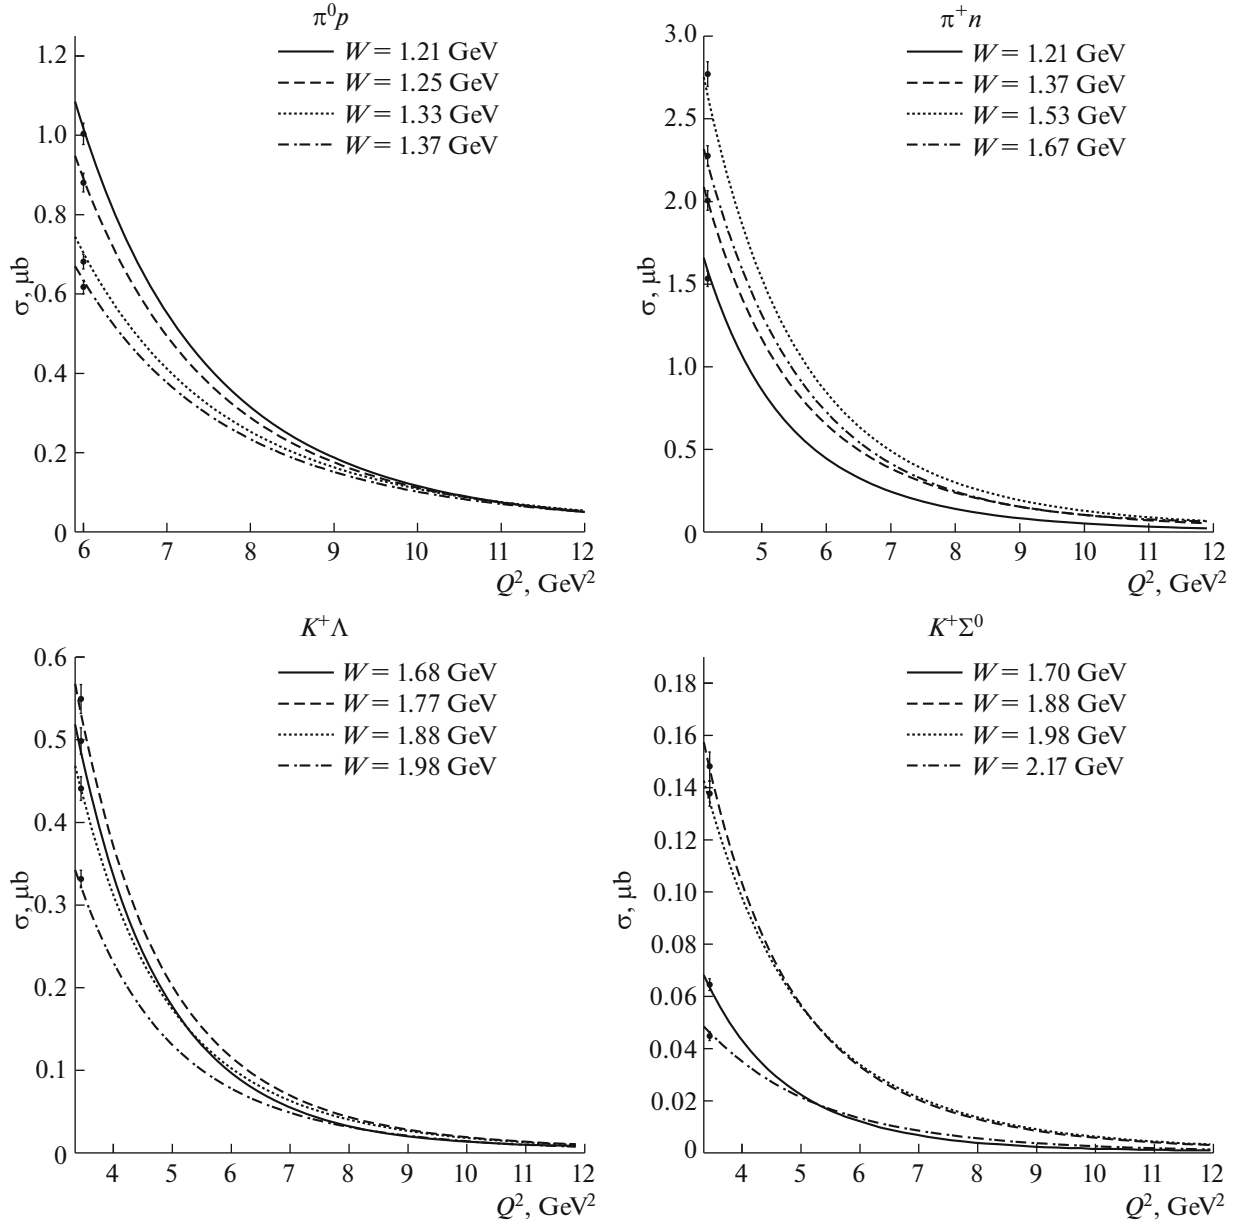 π⁰p
W = 1.21 GeV
W = 1.25 GeV
W = 1.33 GeV
W = 1.37 GeV
σ, μb
1.2
1.0
0.8
0.6
0.4
0.2
0
6 7 8 9 10 11 12
Q², GeV²
π⁺n
W = 1.21 GeV
W = 1.37 GeV
W = 1.53 GeV
W = 1.67 GeV
σ, μb
3.0
2.5
2.0
1.5
1.0
0.5
0
5 6 7 8 9 10 11 12
Q², GeV²
K⁺Λ
W = 1.68 GeV
W = 1.77 GeV
W = 1.88 GeV
W = 1.98 GeV
σ, μb
0.6
0.5
0.4
0.3
0.2
0.1
0
4 5 6 7 8 9 10 11 12
Q², GeV²
K⁺Σ⁰
W = 1.70 GeV
W = 1.88 GeV
W = 1.98 GeV
W = 2.17 GeV
σ, μb
0.18
0.16
0.14
0.12
0.10
0.08
0.06
0.04
0.02
0
4 5 6 7 8 9 10 11 12
Q², GeV²